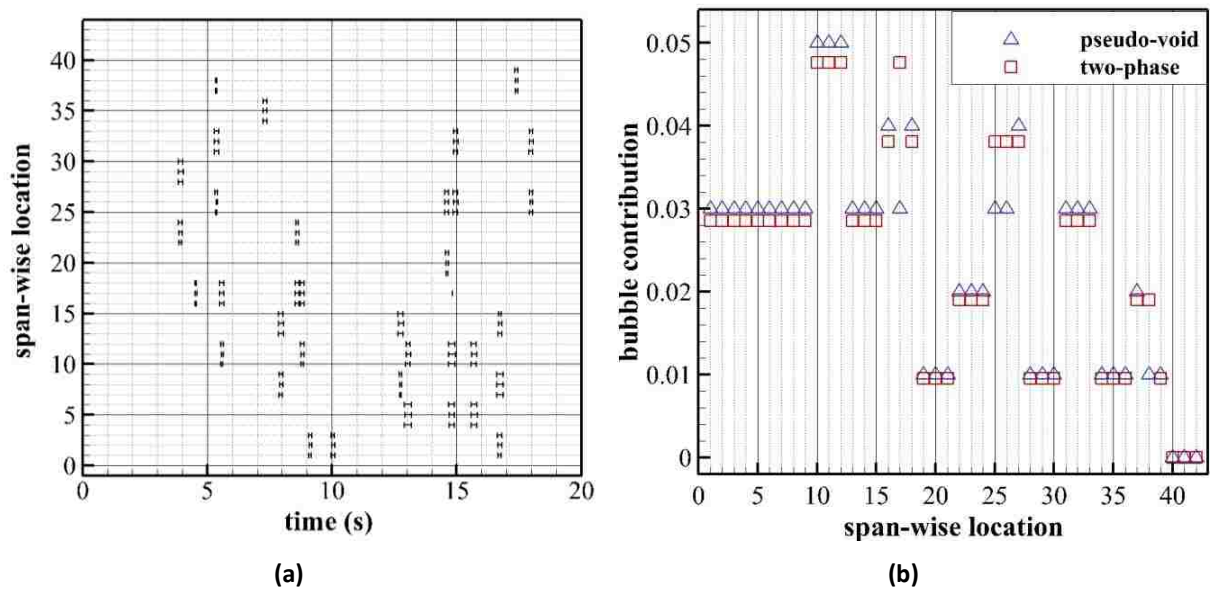 40
35
30
25
20
15
10
5
0
span-wise location
0 5 10 15 20
time (s)
(a)
0.05
0.04
0.03
0.02
0.01
0
bubble contribution
pseudo-void
two-phase
0 5 10 15 20 25 30 35 40
span-wise location
(b)